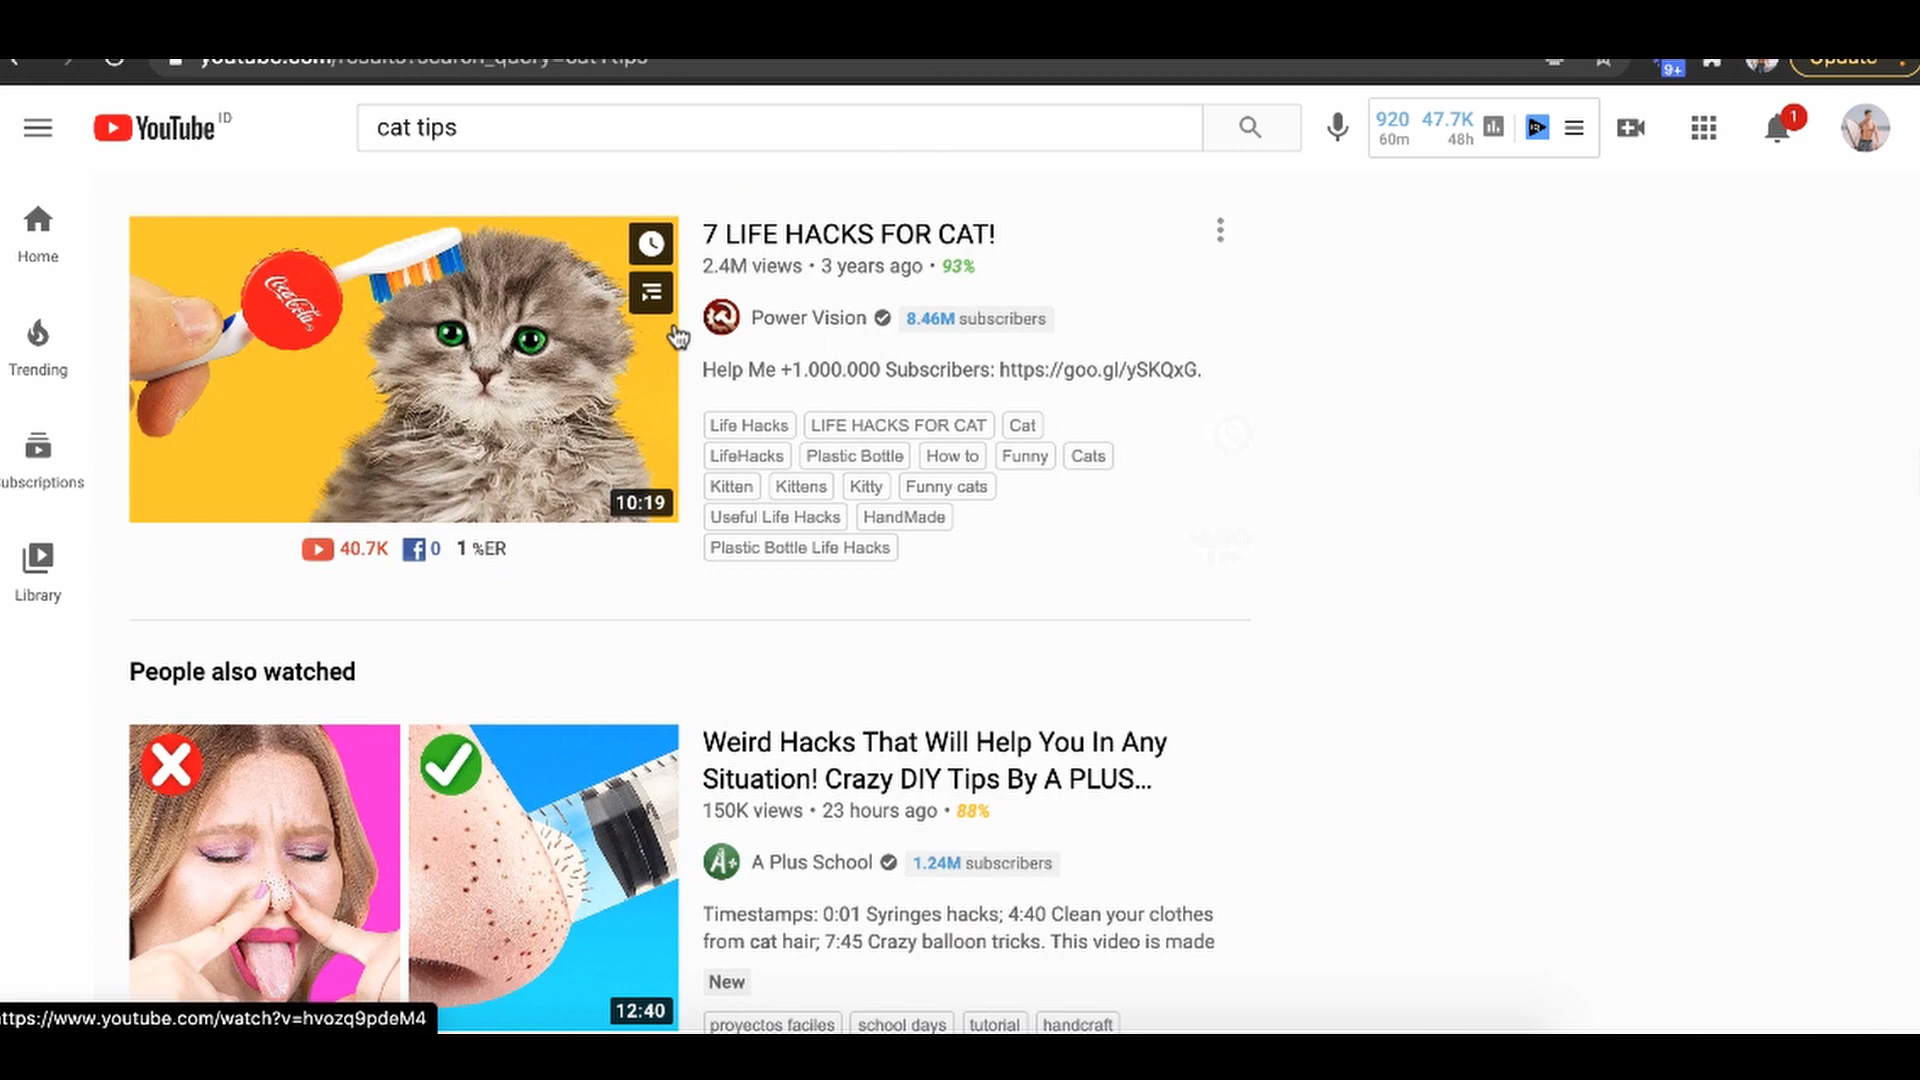 youtube.com/results?search_query=cat+tips
9+
Update
YouTube ID
cat tips
920 47.7K
60m 48h
1
Home
Trending
ubscriptions
Library
Coca-Cola
10:19
40.7K 0 1 %ER
7 LIFE HACKS FOR CAT!
2.4M views • 3 years ago • 93%
Power Vision 8.46M subscribers
Help Me +1.000.000 Subscribers: https://goo.gl/ySKQxG.
Life Hacks LIFE HACKS FOR CAT Cat
LifeHacks Plastic Bottle How to Funny Cats
Kitten Kittens Kitty Funny cats
Useful Life Hacks HandMade
Plastic Bottle Life Hacks
People also watched
12:40
Weird Hacks That Will Help You In Any
Situation! Crazy DIY Tips By A PLUS...
150K views • 23 hours ago • 88%
A+ A Plus School 1.24M subscribers
Timestamps: 0:01 Syringes hacks; 4:40 Clean your clothes
from cat hair; 7:45 Crazy balloon tricks. This video is made
New
proyectos faciles school days tutorial handcraft
ttps://www.youtube.com/watch?v=hvozq9pdeM4